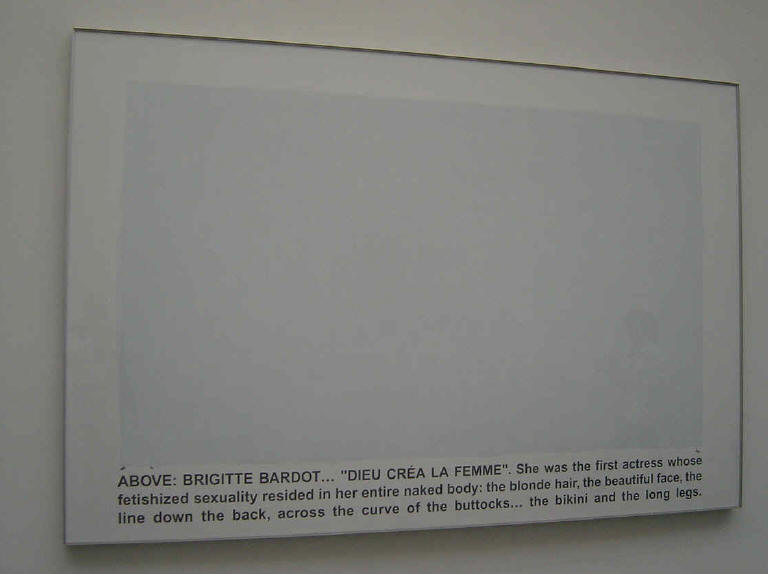 ABOVE: BRIGITTE BARDOT... "DIEU CRÉA LA FEMME". She was the first actress whose
fetishized sexuality resided in her entire naked body: the blonde hair, the beautiful face, the
line down the back, across the curve of the buttocks... the bikini and the long legs.